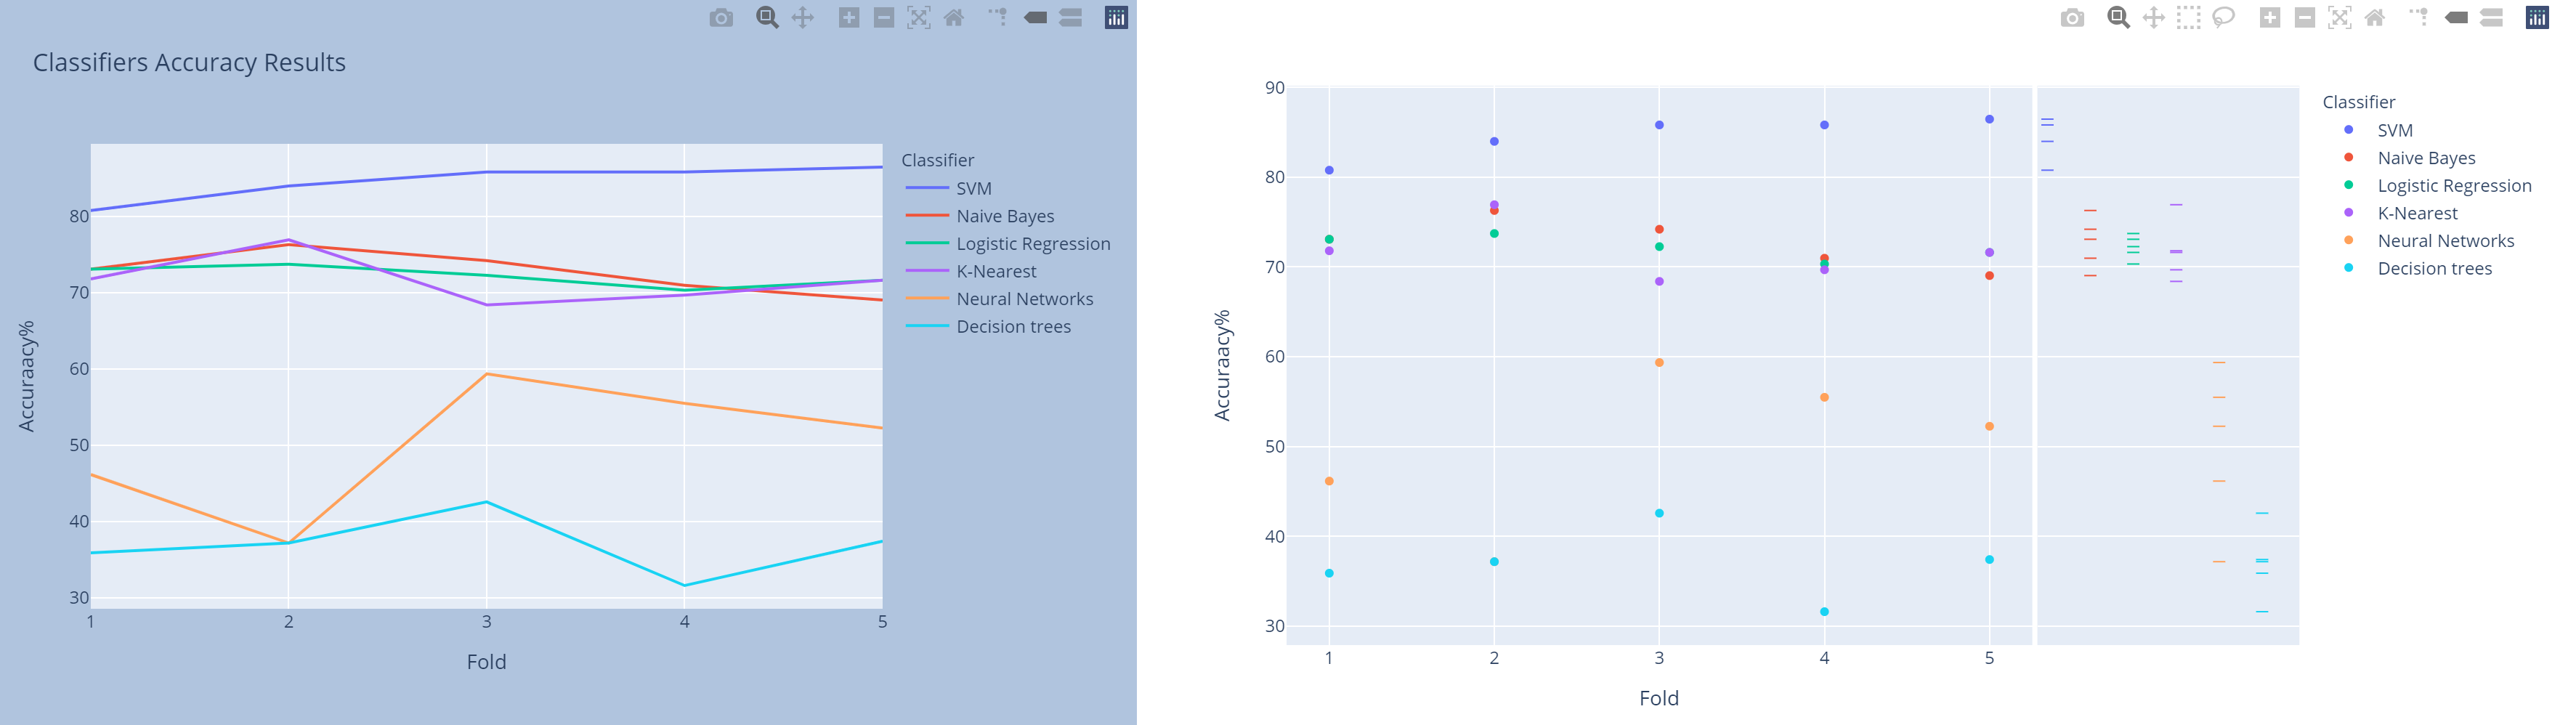 Classifiers Accuracy Results
Accuraacy%
80
70
60
50
40
30
1 2 3 4 5
Fold
Classifier
SVM
Naive Bayes
Logistic Regression
K-Nearest
Neural Networks
Decision trees
Accuraacy%
90
80
70
60
50
40
30
1 2 3 4 5
Fold
Classifier
SVM
Naive Bayes
Logistic Regression
K-Nearest
Neural Networks
Decision trees